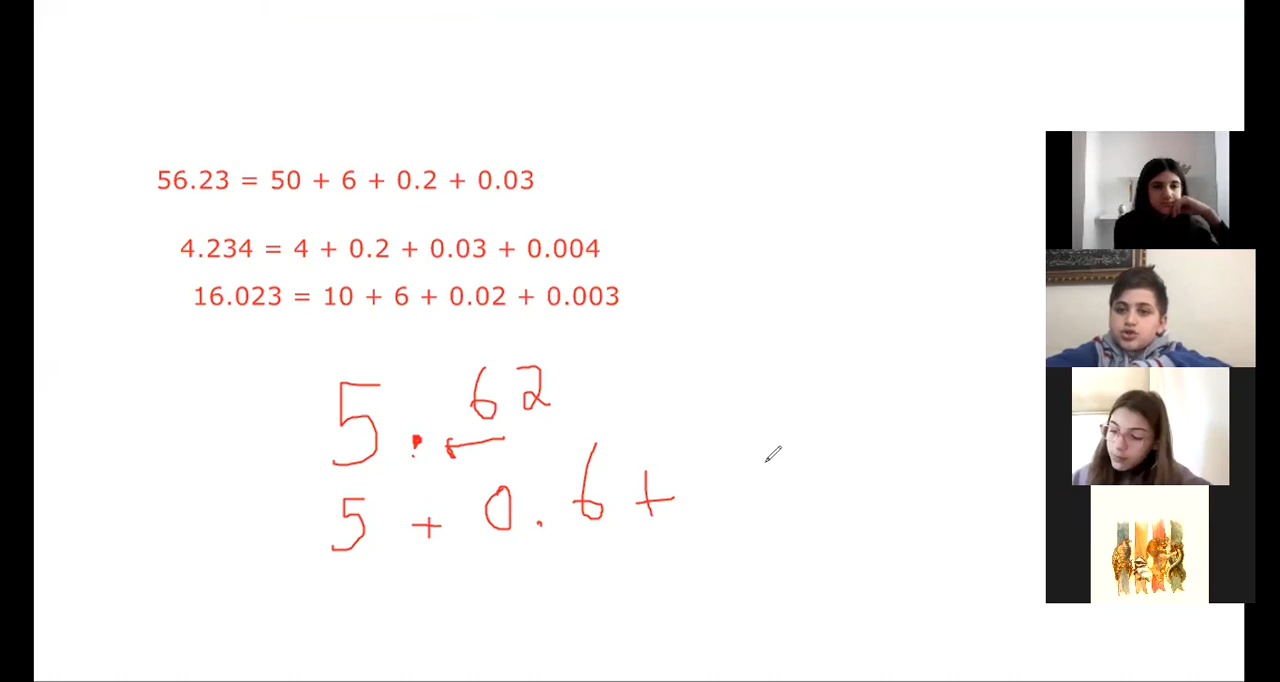 56.23 = 50 + 6 + 0.2 + 0.03
4.234 = 4 + 0.2 + 0.03 + 0.004
16.023 = 10 + 6 + 0.02 + 0.003
5.62
5 + 0.6 +